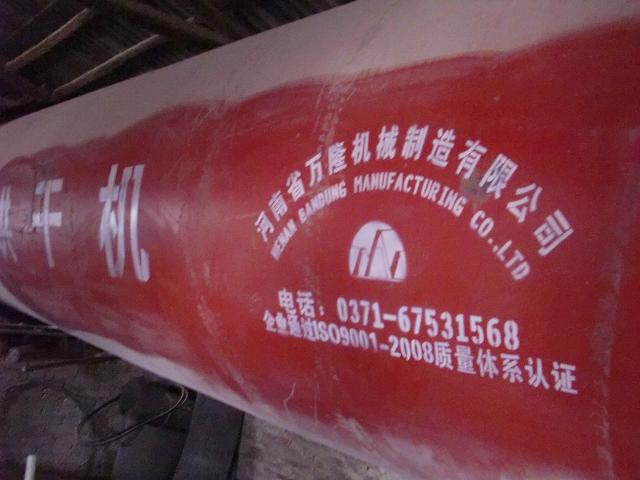 烘干机
河南省万隆机械制造有限公司
HENAN BANDUNG MANUFACTURING CO.,LTD
电话：0371-67531568
企业通过ISO9001-2008质量体系认证